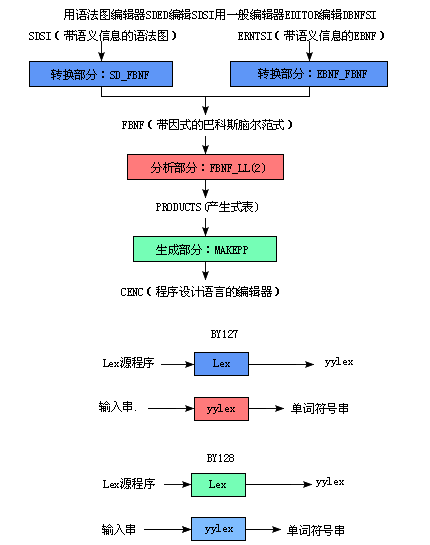 用语法图编辑器SDED编辑SDSI用一般编辑器EDITOR编辑DBNFSI
SDSI(带语义信息的语法图)
ERNTSI(带语义信息的EBNF)
转换部分:SD_FBNF
转换部分:EBNF_FBNF
FBNF(带因式的巴科斯脑尔范式)
分析部分:FBNF_LL(2)
PRODUCTS(产生式表)
生成部分:MAKEPP
CENC(程序设计语言的编辑器)
BY127
Lex源程序 Lex yylex
输入串. yylex 单词符号串
BY128
Lex源程序 Lex yylex
输入串 yylex 单词符号串